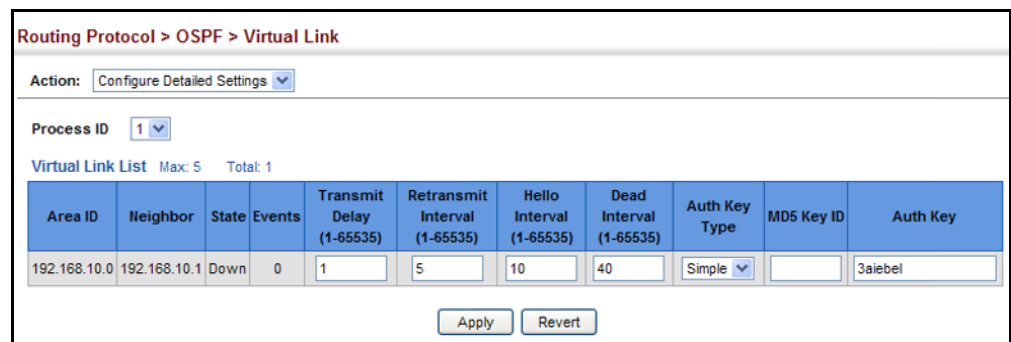 Routing Protocol > OSPF > Virtual Link
Action: Configure Detailed Settings
Process ID 1
Virtual Link List Max: 5 Total: 1
Area ID Neighbor State Events Transmit Delay (1-65535) Retransmit Interval (1-65535) Hello Interval (1-65535) Dead Interval (1-65535) Auth Key Type MD5 Key ID Auth Key
192.168.10.0 192.168.10.1 Down 0 1 5 10 40 Simple 3aiebel
Apply Revert